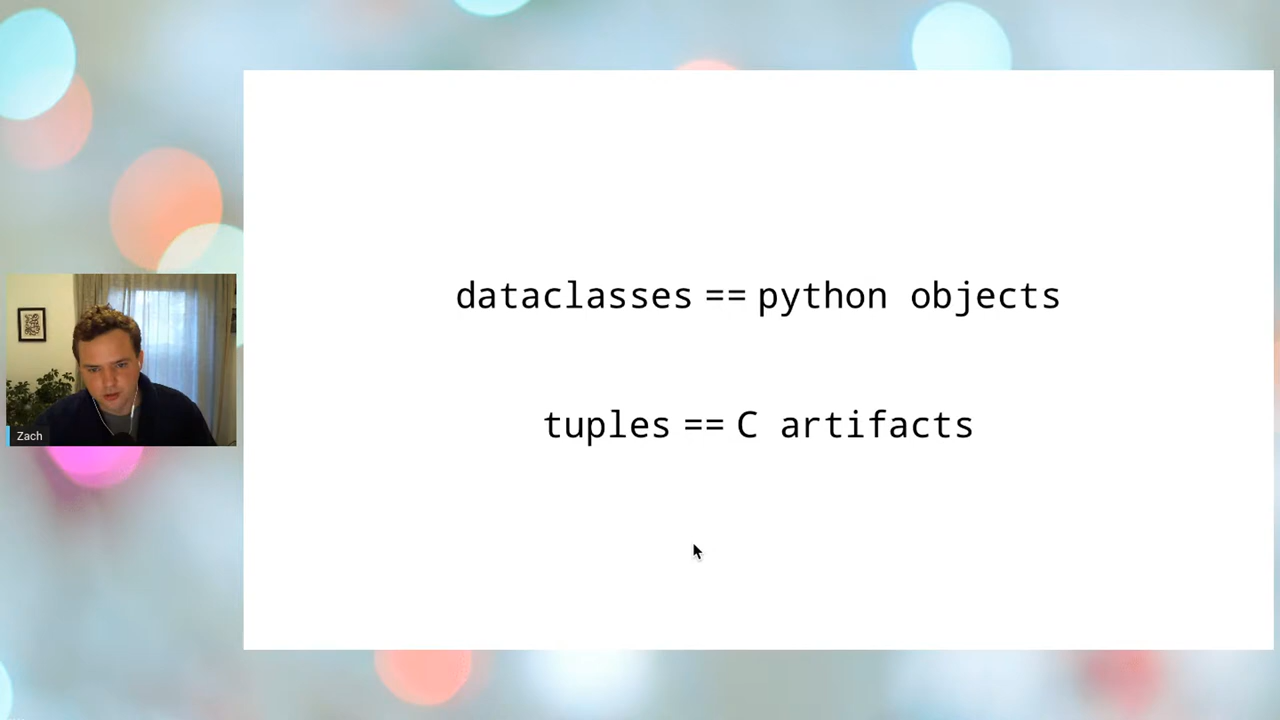 dataclasses == python objects
tuples == C artifacts
Zach